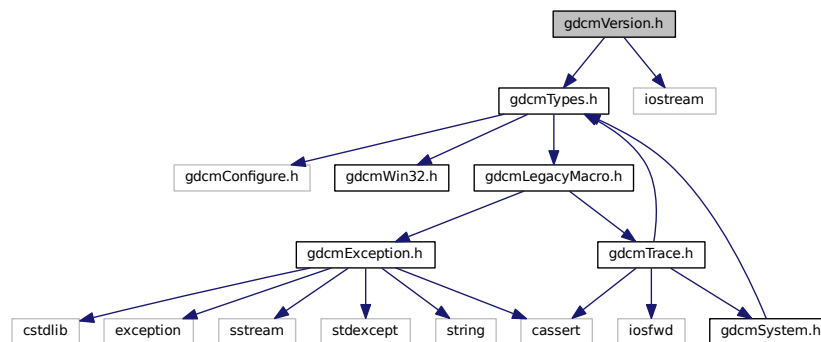 gdcmVersion.h
gdcmTypes.h
iostream
gdcmConfigure.h
gdcmWin32.h
gdcmLegacyMacro.h
gdcmException.h
gdcmTrace.h
cstdlib
exception
sstream
stdexcept
string
cassert
iosfwd
gdcmSystem.h